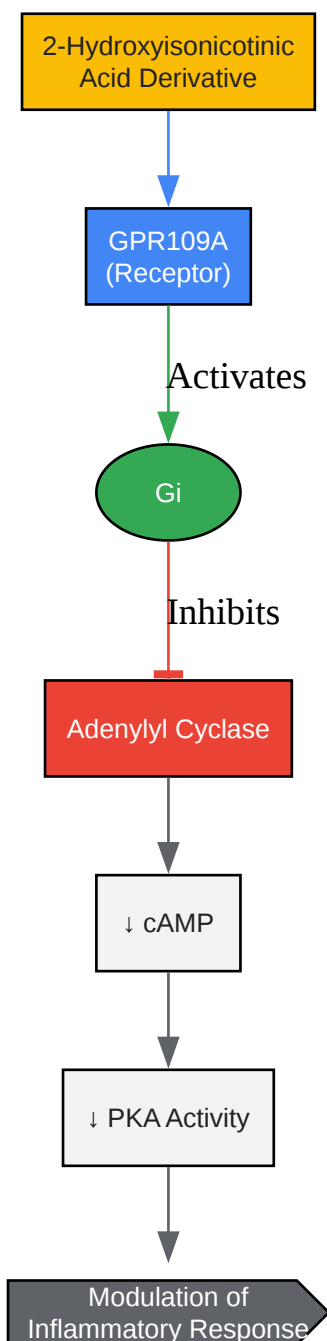 2-Hydroxyisonicotinic
Acid Derivative
GPR109A
(Receptor)
Activates
Gi
Inhibits
Adenylyl Cyclase
↓ cAMP
↓ PKA Activity
Modulation of
Inflammatory Response